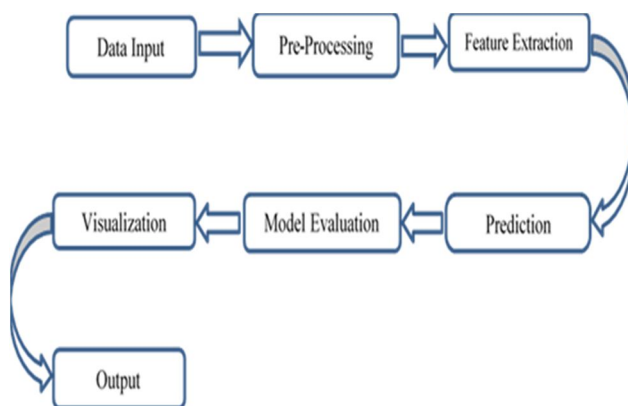 Data Input
Pre-Processing
Feature Extraction
Prediction
Model Evaluation
Visualization
Output